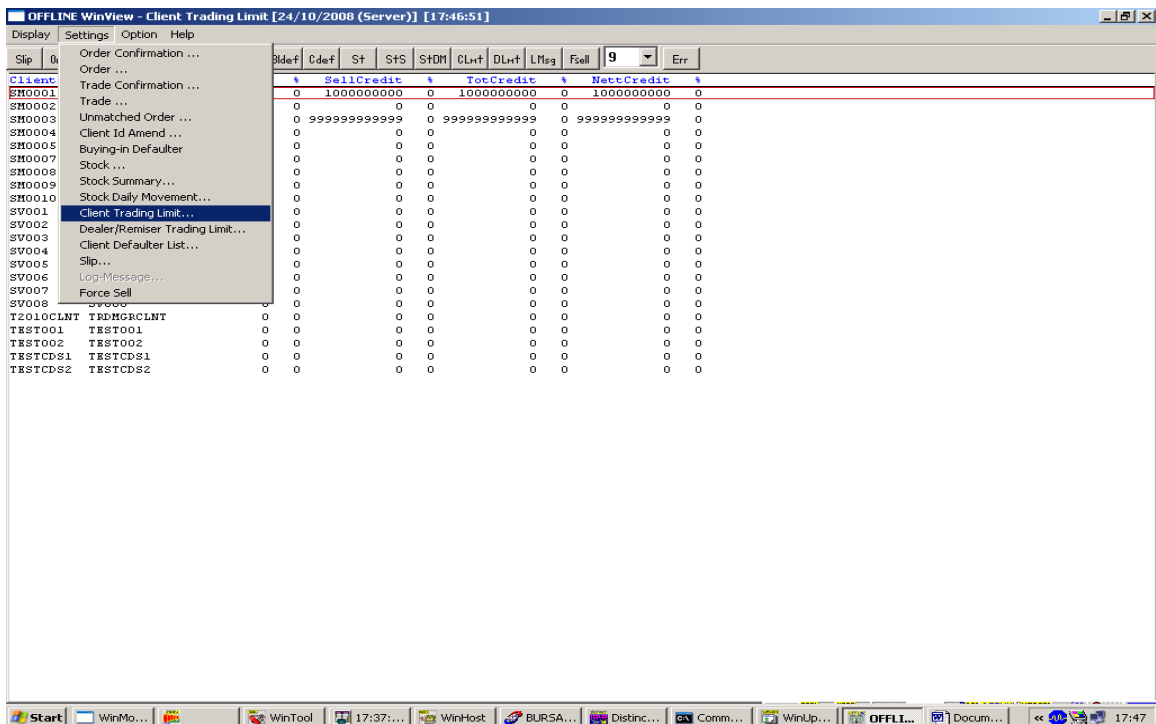 OFFLINE WinView - Client Trading Limit [24/10/2008 (Server)] [17:46:51]
Display Settings Option Help
Slip Bldef Cdef St StS StDM CLmt DLmt LMsg Fsell 9 Err
Order Confirmation ...
Order ...
Trade Confirmation ...
Trade ...
Unmatched Order ...
Client Id Amend ...
Buying-in Defaulter
Stock ...
Stock Summary...
Stock Daily Movement...
Client Trading Limit...
Dealer/Remiser Trading Limit...
Client Defaulter List...
Slip...
Log-Message...
Force Sell
Client % SellCredit % TotCredit % NettCredit %
SM0001 0 1000000000 0 1000000000 0 1000000000 0
SM0002 0 0 0 0 0 0 0
SM0003 0 999999999999 0 999999999999 0 999999999999 0
SM0004 0 0 0 0 0 0 0
SM0005 0 0 0 0 0 0 0
SM0007 0 0 0 0 0 0 0
SM0008 0 0 0 0 0 0 0
SM0009 0 0 0 0 0 0 0
SM0010 0 0 0 0 0 0 0
SV001 0 0 0 0 0 0 0
SV002 0 0 0 0 0 0 0
SV003 0 0 0 0 0 0 0
SV004 0 0 0 0 0 0 0
SV005 0 0 0 0 0 0 0
SV006 0 0 0 0 0 0 0
SV007 0 0 0 0 0 0 0
SV008 0 0 0 0 0 0 0 0
T2010CLNT TRDMGRCLNT 0 0 0 0 0 0 0 0
TEST001 TEST001 0 0 0 0 0 0 0 0
TEST002 TEST002 0 0 0 0 0 0 0 0
TESTCDS1 TESTCDS1 0 0 0 0 0 0 0 0
TESTCDS2 TESTCDS2 0 0 0 0 0 0 0 0
Start WinMo... WinTool 17:37:... WinHost BURSA... Distinc... Comm... WinUp... OFFLI... Docum... « 17:47